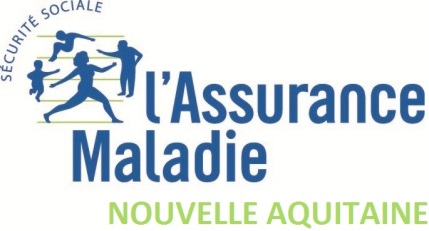 SÉCURITÉ SOCIALE
l'Assurance
Maladie
NOUVELLE AQUITAINE